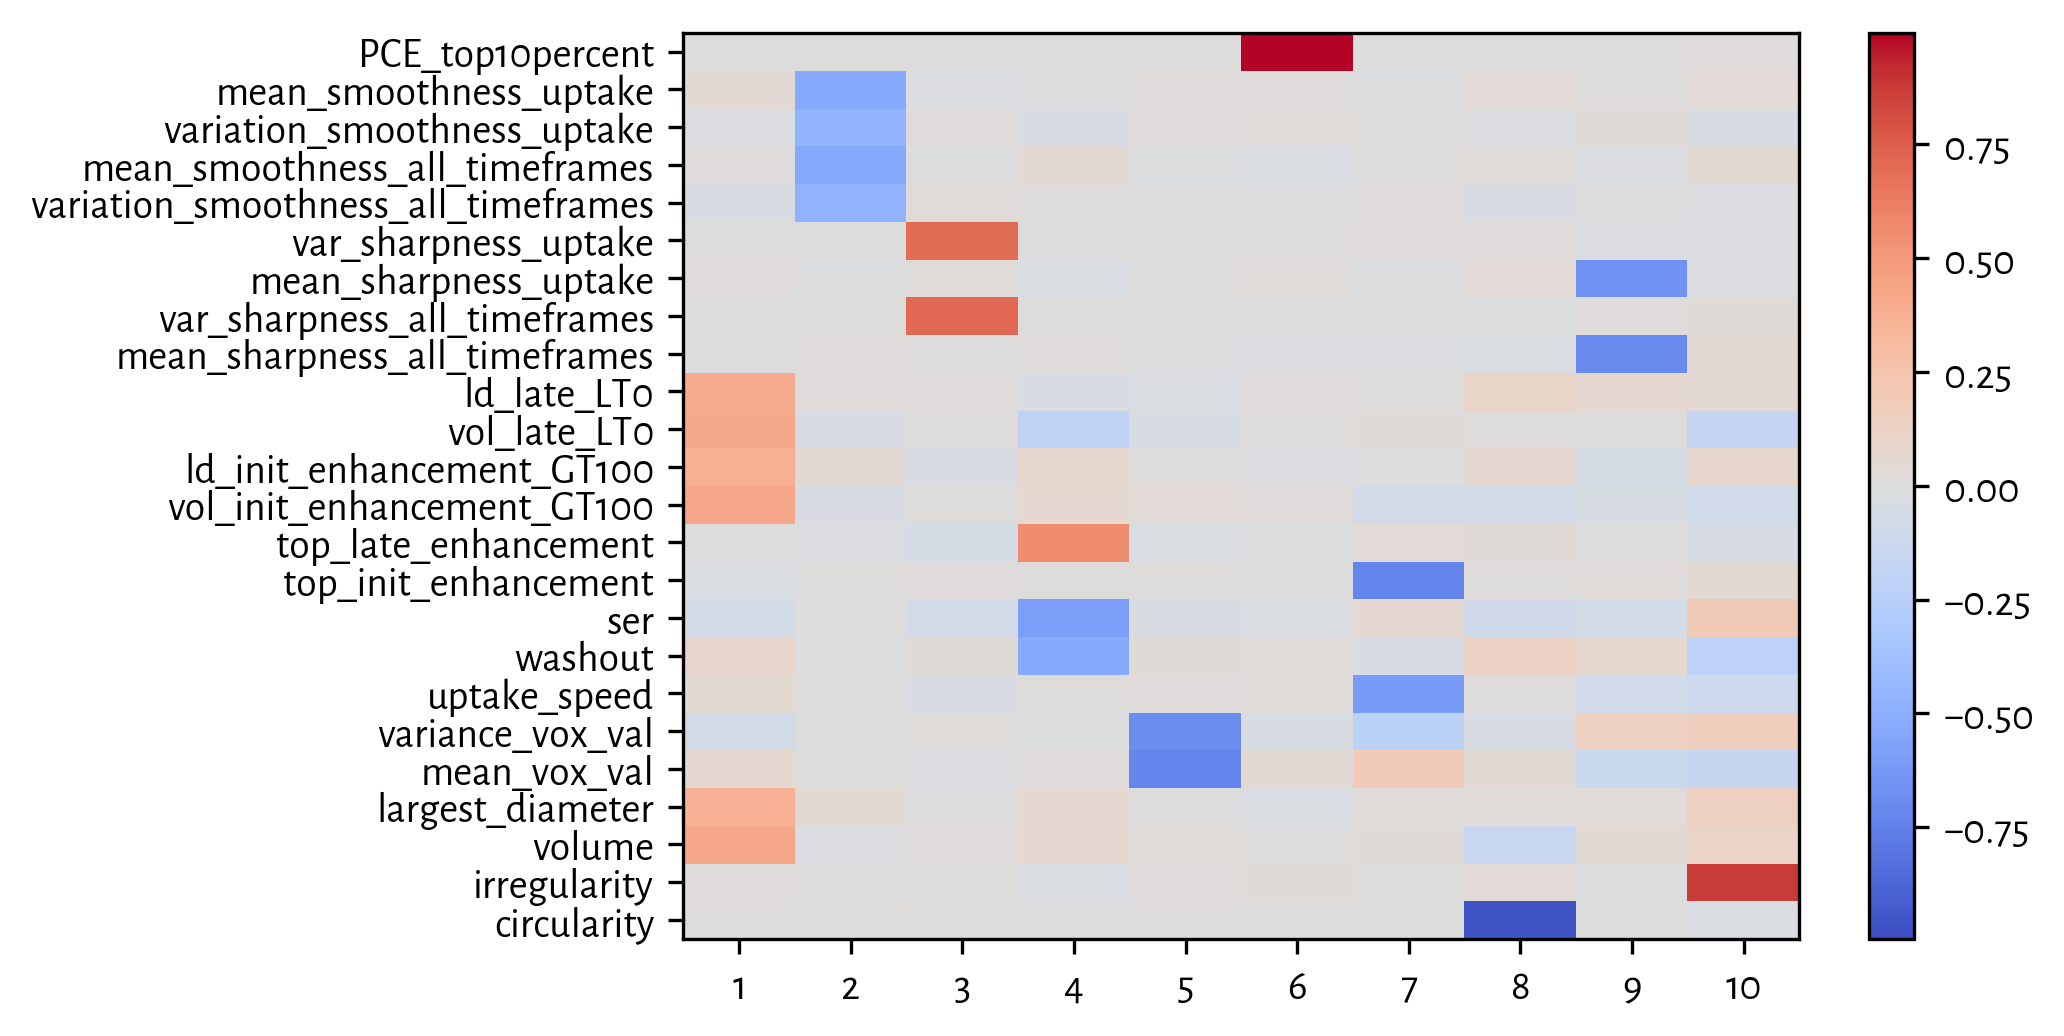 PCE_top10percent
mean_smoothness_uptake
variation_smoothness_uptake
mean_smoothness_all_timeframes
variation_smoothness_all_timeframes
var_sharpness_uptake
mean_sharpness_uptake
var_sharpness_all_timeframes
mean_sharpness_all_timeframes
ld_late_LT0
vol_late_LT0
ld_init_enhancement_GT100
vol_init_enhancement_GT100
top_late_enhancement
top_init_enhancement
ser
washout
uptake_speed
variance_vox_val
mean_vox_val
largest_diameter
volume
irregularity
circularity
1 2 3 4 5 6 7 8 9 10
0.75
0.50
0.25
0.00
−0.25
−0.50
−0.75